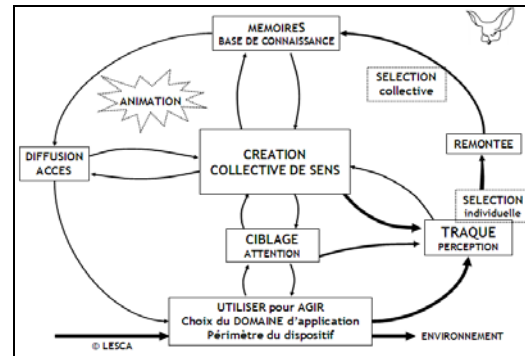 MEMOIRES
BASE DE CONNAISSANCE
SELECTION
collective
ANIMATION
DIFFUSION
ACCES
CREATION
COLLECTIVE DE SENS
REMONTEE
SELECTION
individuelle
TRAQUE
PERCEPTION
CIBLAGE
ATTENTION
UTILISER pour AGIR
Choix du DOMAINE d'application
Périmètre du dispositif
© LESCA
ENVIRONNEMENT